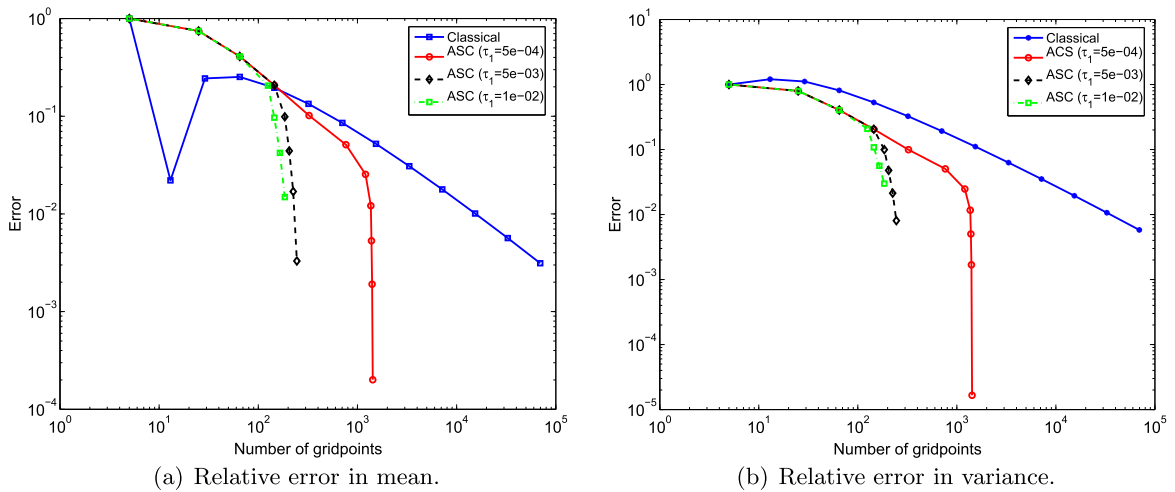 Classical
ASC (τ1=5e−04)
ASC (τ1=5e−03)
ASC (τ1=1e−02)
10^0
10^−1
10^−2
10^−3
10^−4
Error
10^0 10^1 10^2 10^3 10^4 10^5
Number of gridpoints
(a) Relative error in mean.
Classical
ACS (τ1=5e−04)
ASC (τ1=5e−03)
ASC (τ1=1e−02)
10^1
10^0
10^−1
10^−2
10^−3
10^−4
10^−5
Error
10^0 10^1 10^2 10^3 10^4 10^5
Number of gridpoints
(b) Relative error in variance.